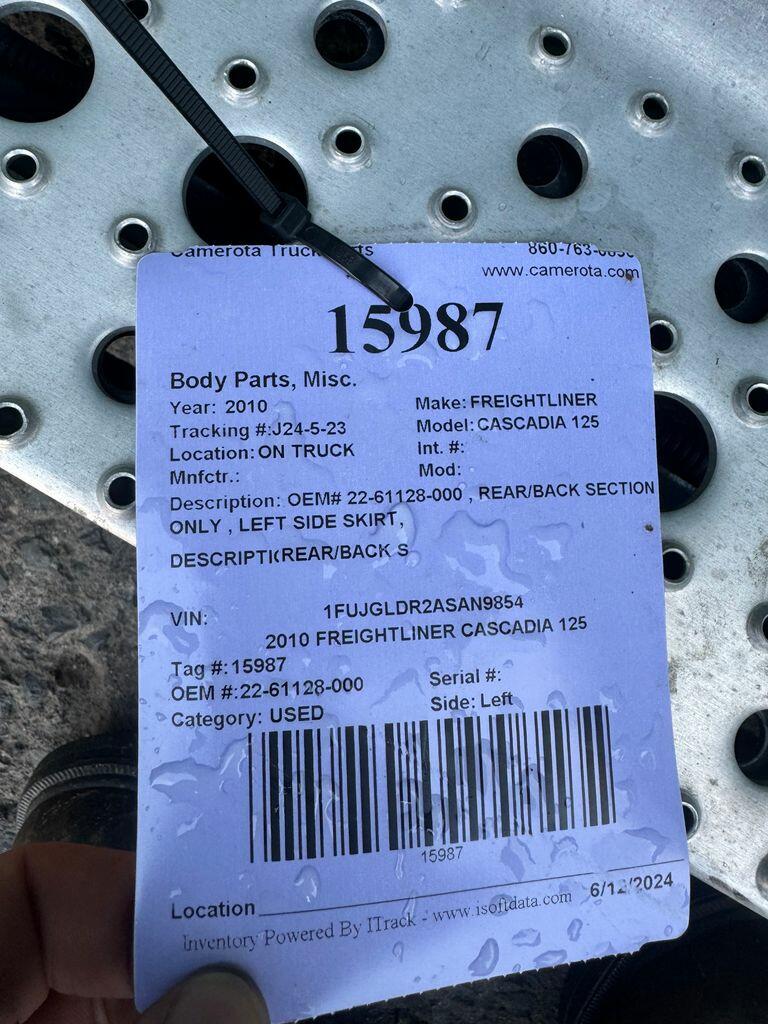 Camerota Truck Parts
860-763-
www.camerota.com
15987
Body Parts, Misc.
Year: 2010 Make: FREIGHTLINER
Tracking #:J24-5-23 Model: CASCADIA 125
Location: ON TRUCK Int. #:
Mnfctr.: Mod:
Description: OEM# 22-61128-000 , REAR/BACK SECTION
ONLY , LEFT SIDE SKIRT,
DESCRIPTI(REAR/BACK S
VIN: 1FUJGLDR2ASAN9854
2010 FREIGHTLINER CASCADIA 125
Tag #: 15987
OEM #:22-61128-000 Serial #:
Category: USED Side: Left
15987
Location 6/12/2024
Inventory Powered By ITrack - www.isoftdata.com